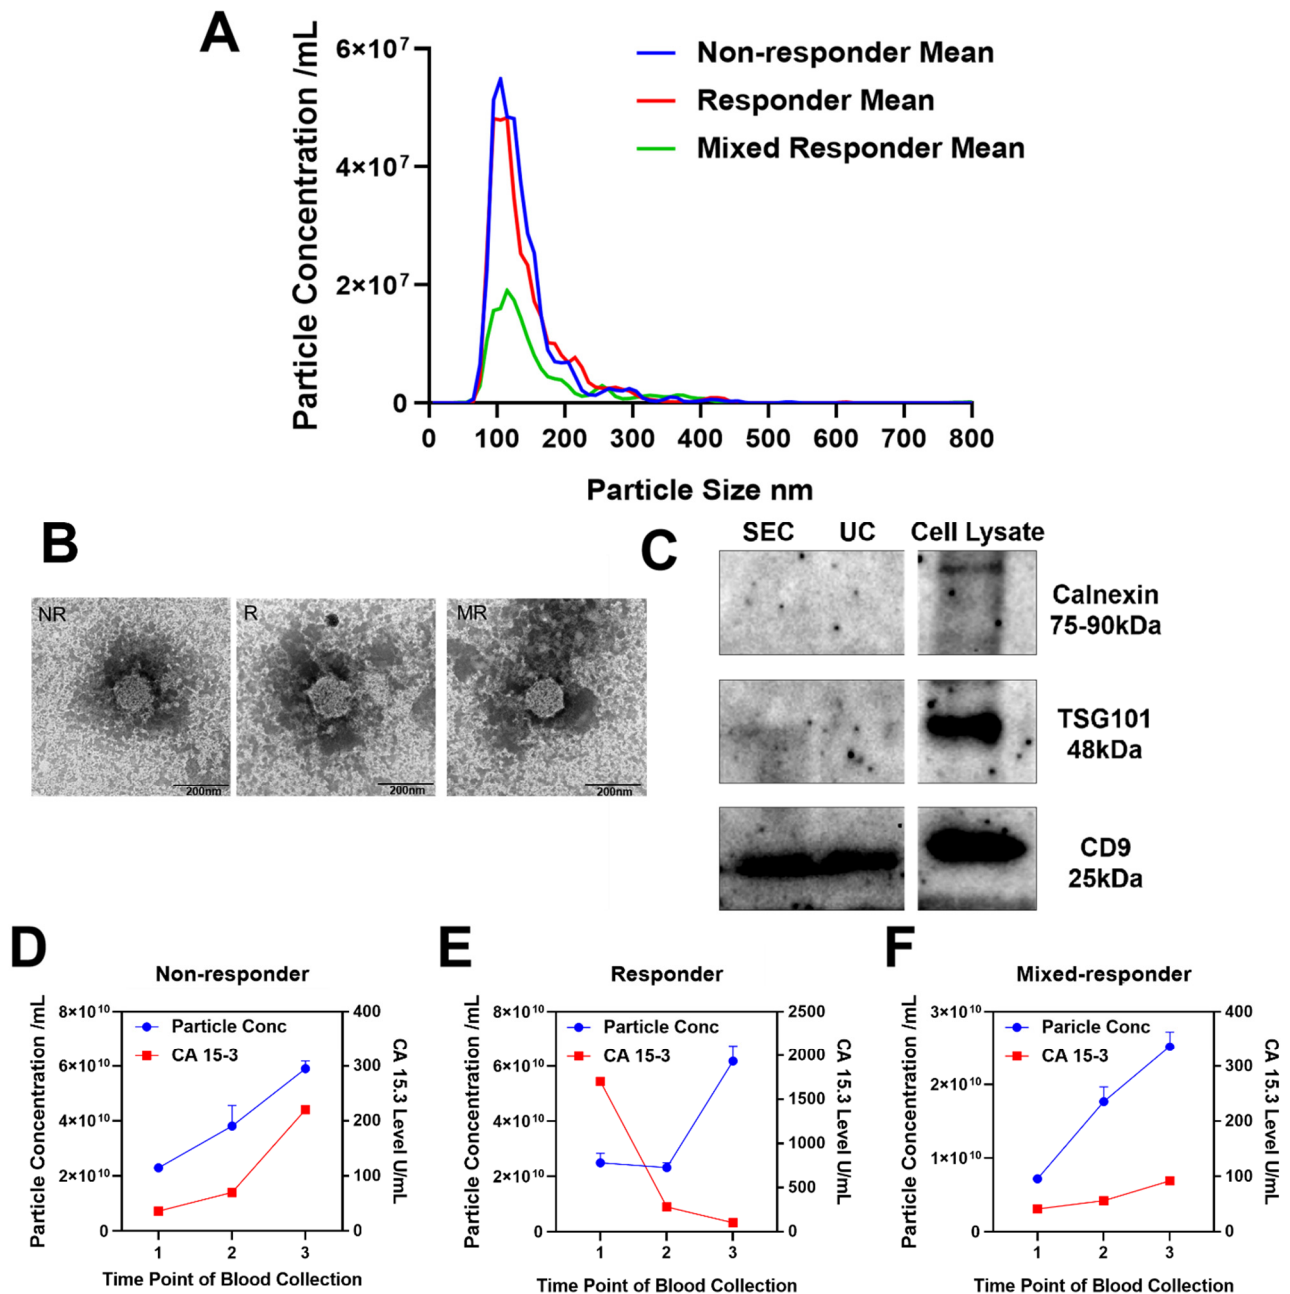 A
Particle Concentration /mL
6×10⁷
4×10⁷
2×10⁷
0
Non-responder Mean
Responder Mean
Mixed Responder Mean
0 100 200 300 400 500 600 700 800
Particle Size nm
B
NR
200nm
R
200nm
MR
200nm
C
SEC UC Cell Lysate
Calnexin
75-90kDa
TSG101
48kDa
CD9
25kDa
D
Non-responder
Particle Concentration /mL
8×10¹⁰
6×10¹⁰
4×10¹⁰
2×10¹⁰
0
Particle Conc
CA 15-3
400
300
200
100
0
CA 15.3 Level U/mL
1 2 3
Time Point of Blood Collection
E
Responder
Particle Concentration /mL
8×10¹⁰
6×10¹⁰
4×10¹⁰
2×10¹⁰
0
Particle Conc
CA 15-3
2500
2000
1500
1000
500
0
CA 15.3 Level U/mL
1 2 3
Time Point of Blood Collection
F
Mixed-responder
Particle Concentration /mL
3×10¹⁰
2×10¹⁰
1×10¹⁰
0
Paricle Conc
CA 15-3
400
300
200
100
0
CA 15.3 Level U/mL
1 2 3
Time Point of Blood Collection